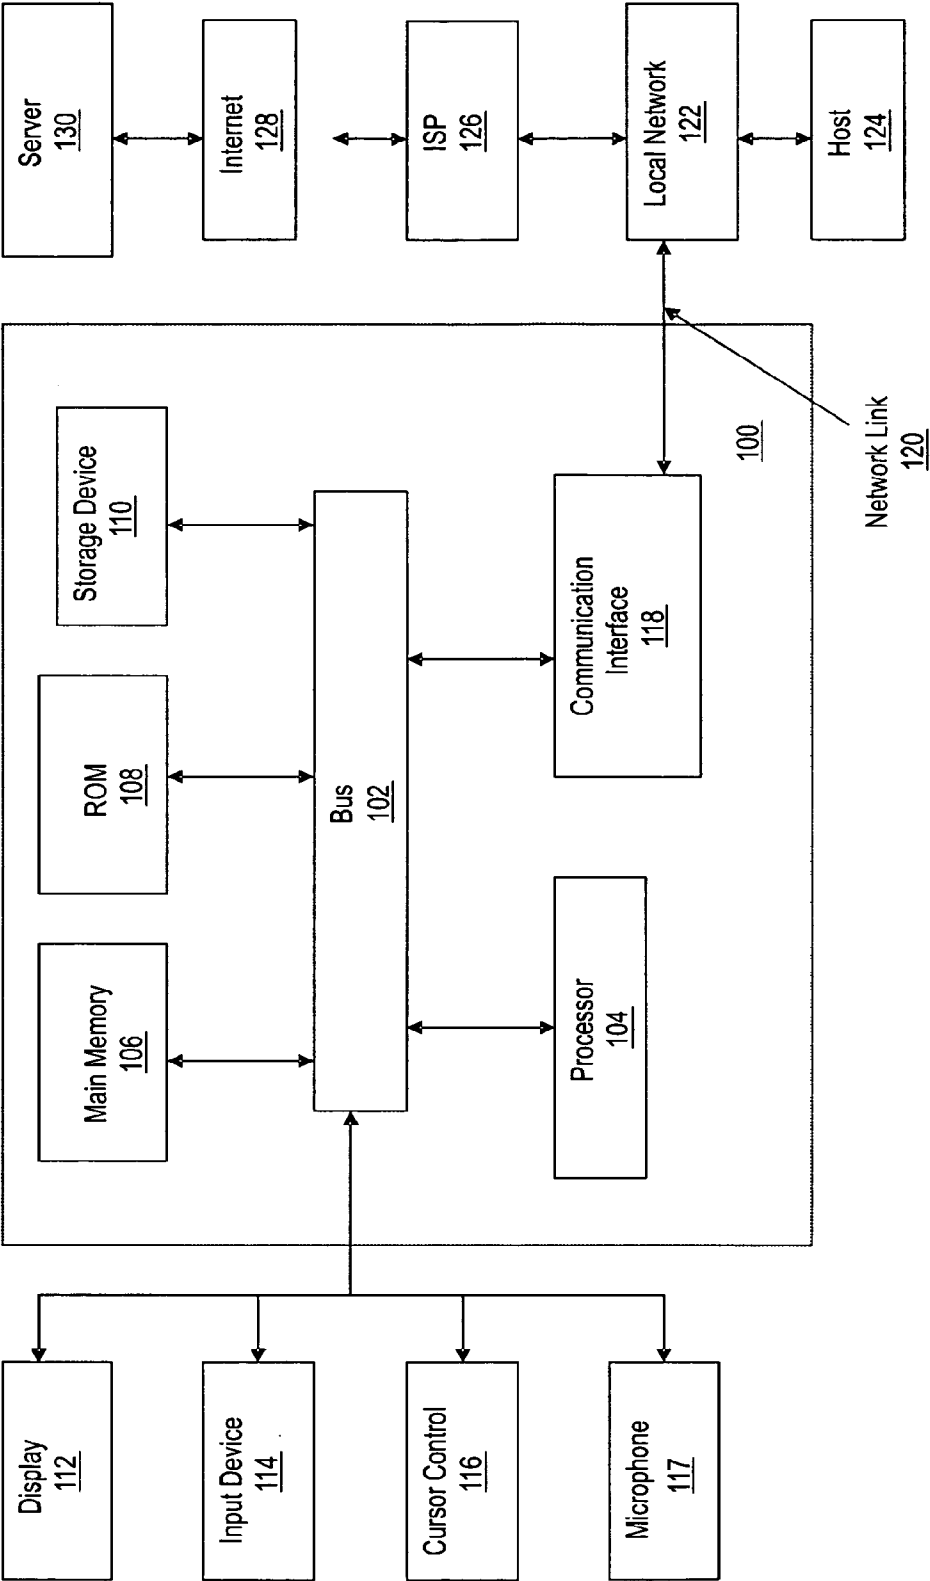 Display
112
Input Device
114
Cursor Control
116
Microphone
117
Main Memory
106
ROM
108
Storage Device
110
Bus
102
Processor
104
Communication
Interface
118
100
Network Link
120
Server
130
Internet
128
ISP
126
Local Network
122
Host
124